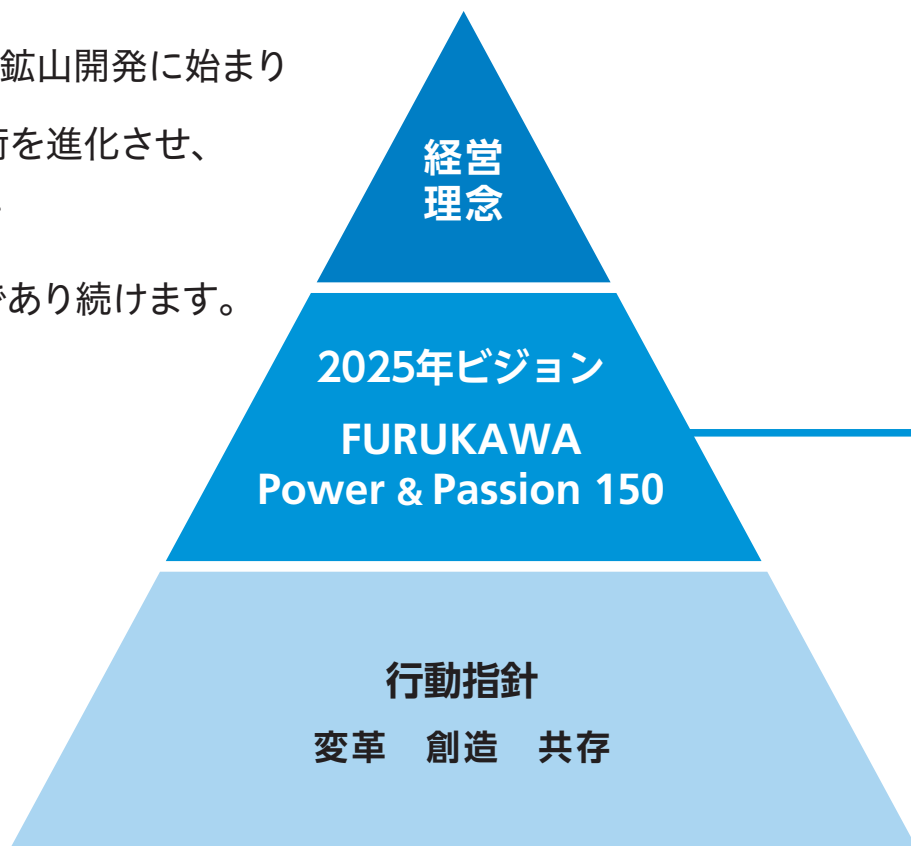 鉱山開発に始まり
を進化させ、
であり続けます。
経営
理念
2025年ビジョン
FURUKAWA
Power & Passion 150
行動指針
変革 創造 共存